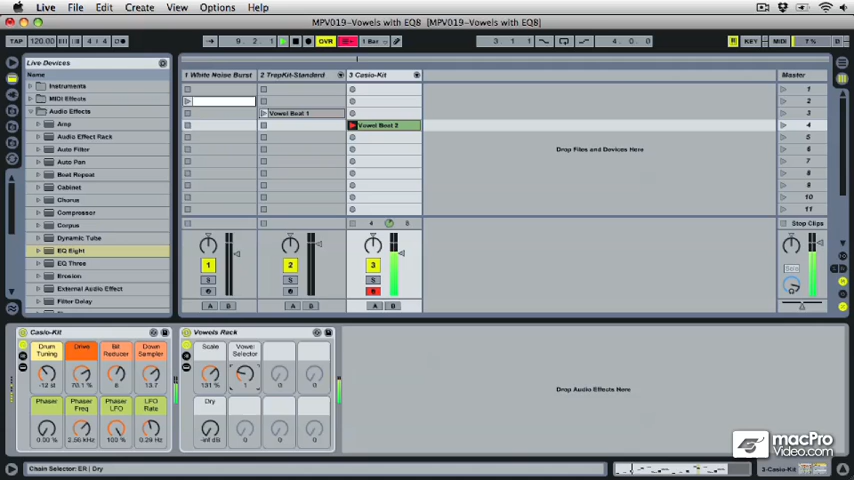 Live File Edit Create View Options Help
MPV019-Vowels with EQ8 [MPV019-Vowels with EQ8]
TAP 120.00 4 / 4 9. 2. 1 OVR 1 Bar 3 1 1 4. 0. 0 KEY MIDI 1 %
Live Devices
Name
Instruments
MIDI Effects
Audio Effects
Amp
Audio Effect Rack
Auto Filter
Auto Pan
Beat Repeat
Cabinet
Chorus
Compressor
Corpus
Dynamic Tube
EQ Eight
EQ Three
Erosion
External Audio Effect
Filter Delay
1 White Noise Burst 2 TrapKit-Standard 3 Casio-Kit Master
Vowel Beat 1
Vowel Beat 2
1
2
3
4
5
6
7
8
9
10
11
Drop Files and Devices Here
4 8 Stop Clips
1 2 3
S S S Solo
A B A B A B
Casio-Kit Vowels Rack
Drum Tuning Drive Bit Reducer Down Sampler Scale Vowel Selector
-12 st 70.1 % 8 13.7 131 % 1 0 0
Phaser Phaser Freq Phaser LFO LFO Rate Dry
0.00 % 2.56 kHz 100 % 0.29 Hz -inf dB 0 0 0
Drop Audio Effects Here
macPro
Video.com
Chain Selector: ER | Dry
3-Casio-Kit